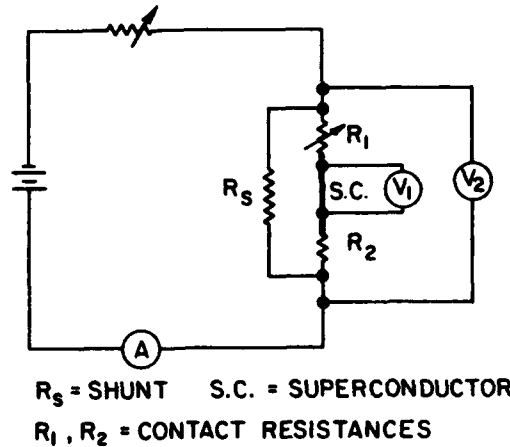 R1
RS
S.C.
V1
V2
R2
A
RS = SHUNT S.C. = SUPERCONDUCTOR
R1, R2 = CONTACT RESISTANCES